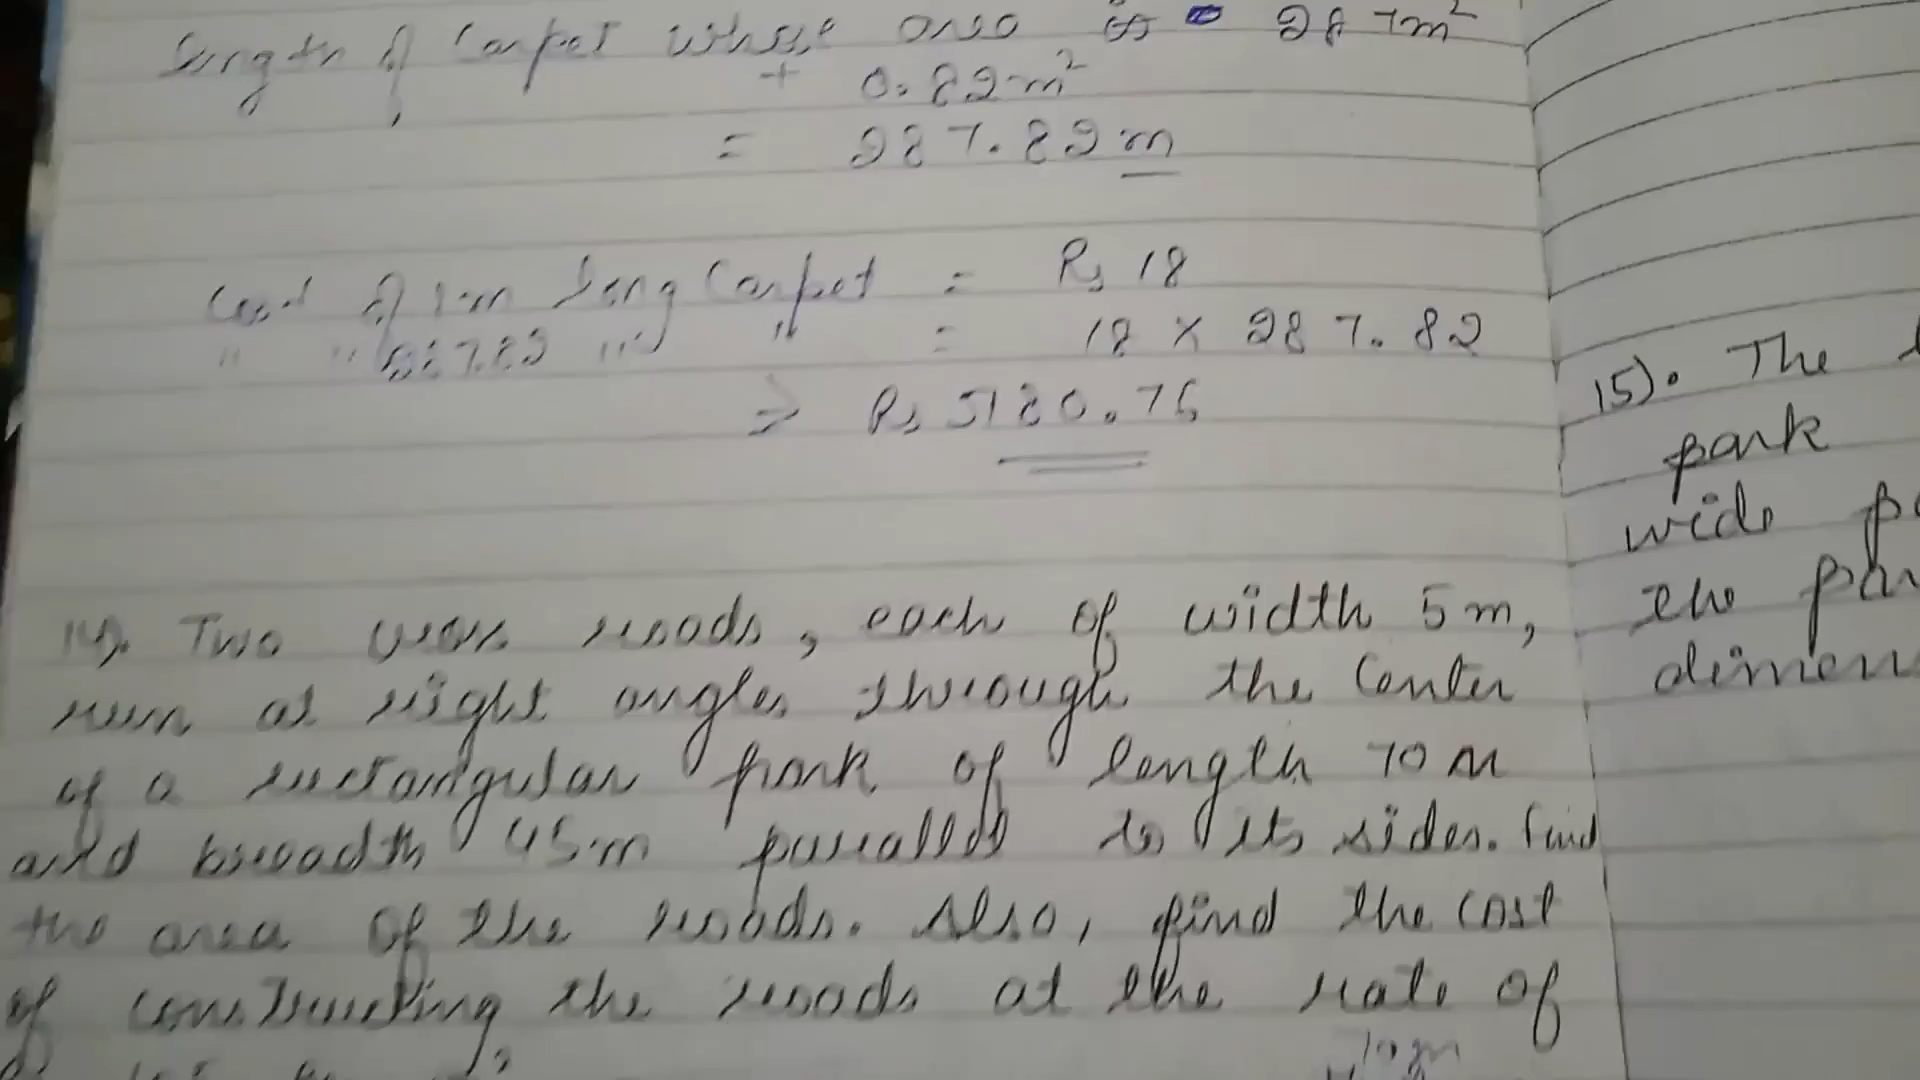 length of carpet whose area is 287m²
+ 0.82m²
= 287.82 m
Cost of 1m long Carpet = Rs 18
" " 287.82 " " " = 18 x 287.82
⇒ Rs 5180.76
14). Two cross roads, each of width 5m,
run at right angles through the Center
of a rectangular park of length 70 m
and breadth 45m parallel to its sides. Find
the area of the roads. Also, find the cost
of constructing the roads at the rate of
15). The
park
wide
the